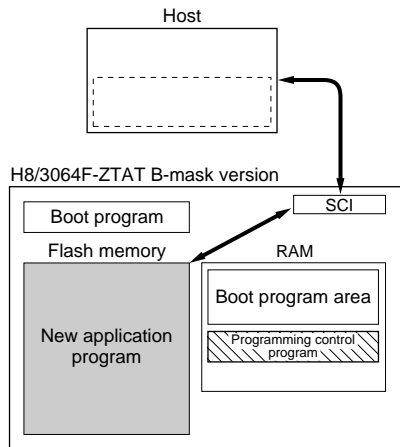 Host
H8/3064F-ZTAT B-mask version
SCI
Boot program
Flash memory
RAM
Boot program area
New application
program
Programming control
program